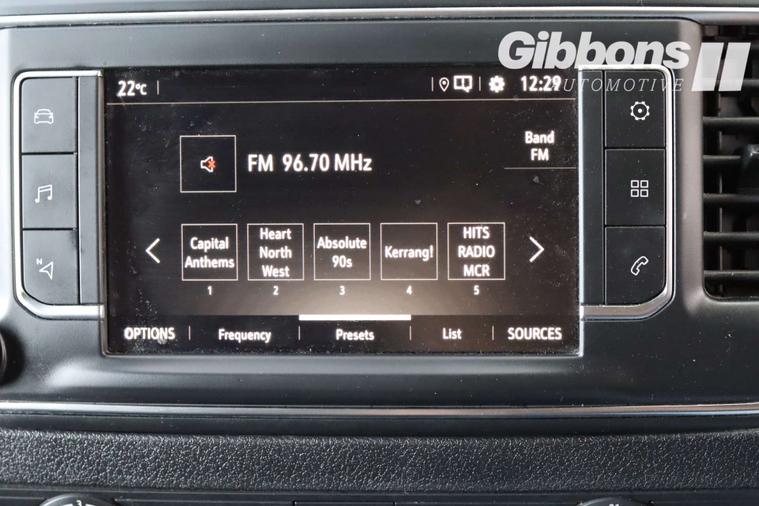 Gibbons
AUTOMOTIVE
22°C
12:29
FM 96.70 MHz
Band
FM
Capital
Anthems
1
Heart
North
West
2
Absolute
90s
3
Kerrang!
4
HITS
RADIO
MCR
5
OPTIONS
Frequency
Presets
List
SOURCES
N